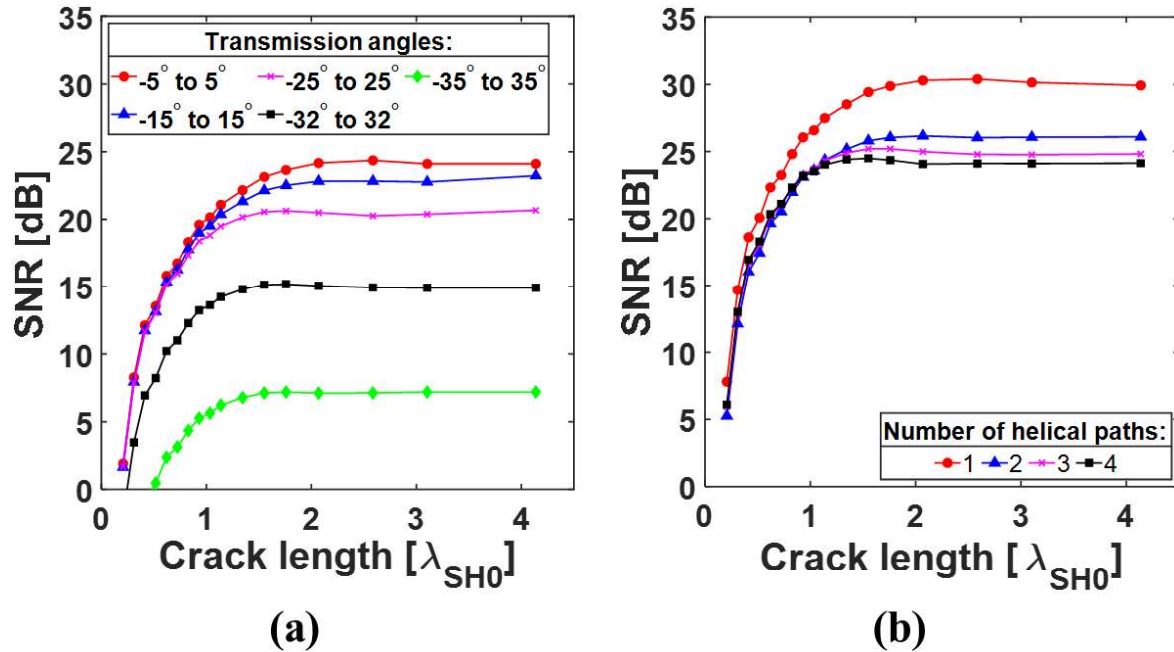 35
30
25
20
15
10
5
0
SNR [dB]
Transmission angles:
-5° to 5° -25° to 25° -35° to 35°
-15° to 15° -32° to 32°
0 1 2 3 4
Crack length [λSH0]
(a)
35
30
25
20
15
10
5
0
SNR [dB]
Number of helical paths:
1 2 3 4
0 1 2 3 4
Crack length [λSH0]
(b)